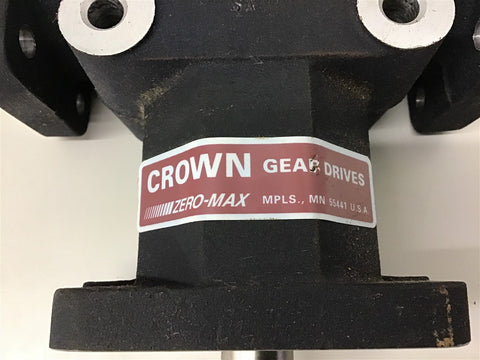 CROWN GEAR DRIVES
ZERO-MAX MPLS., MN 55441 U.S.A